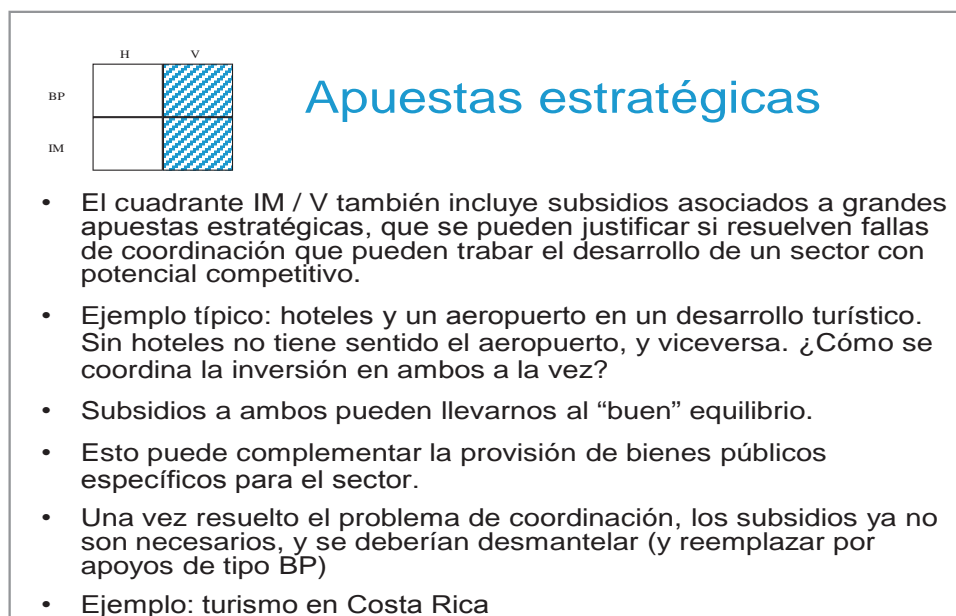 H V
BP
Apuestas estratégicas
IM
• El cuadrante IM / V también incluye subsidios asociados a grandes
apuestas estratégicas, que se pueden justificar si resuelven fallas
de coordinación que pueden trabar el desarrollo de un sector con
potencial competitivo.
• Ejemplo típico: hoteles y un aeropuerto en un desarrollo turístico.
Sin hoteles no tiene sentido el aeropuerto, y viceversa. ¿Cómo se
coordina la inversión en ambos a la vez?
• Subsidios a ambos pueden llevarnos al “buen” equilibrio.
• Esto puede complementar la provisión de bienes públicos
específicos para el sector.
• Una vez resuelto el problema de coordinación, los subsidios ya no
son necesarios, y se deberían desmantelar (y reemplazar por
apoyos de tipo BP)
• Ejemplo: turismo en Costa Rica